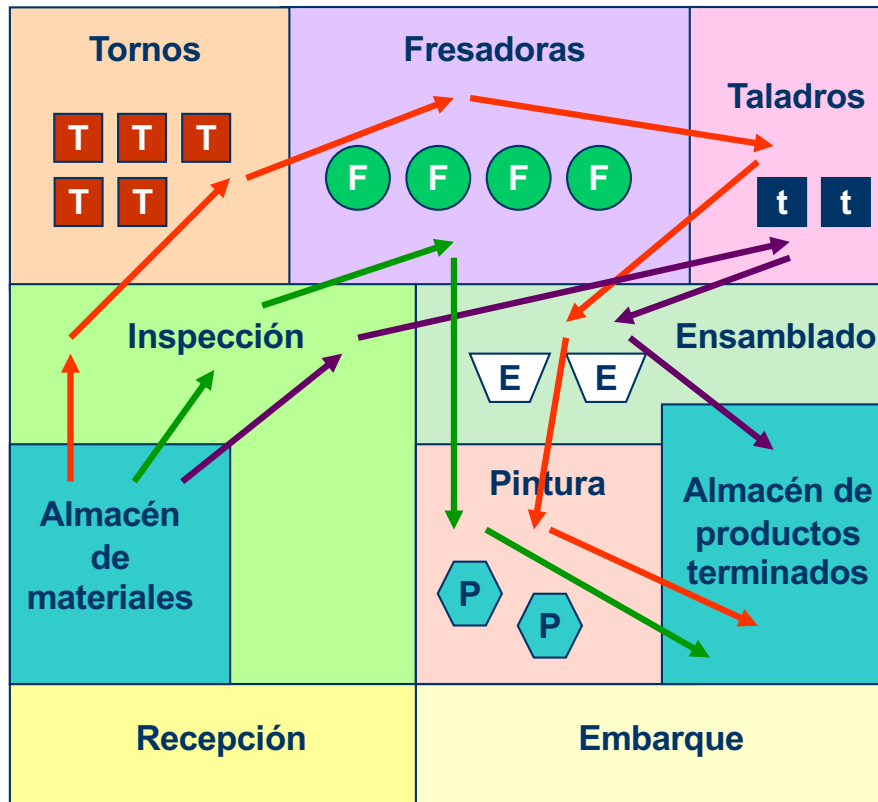 Tornos
Fresadoras
Taladros
T T T
T T
F F F F
t t
Inspección
Ensamblado
E E
Almacén
de
materiales
Pintura
P
P
Almacén de
productos
terminados
Recepción
Embarque